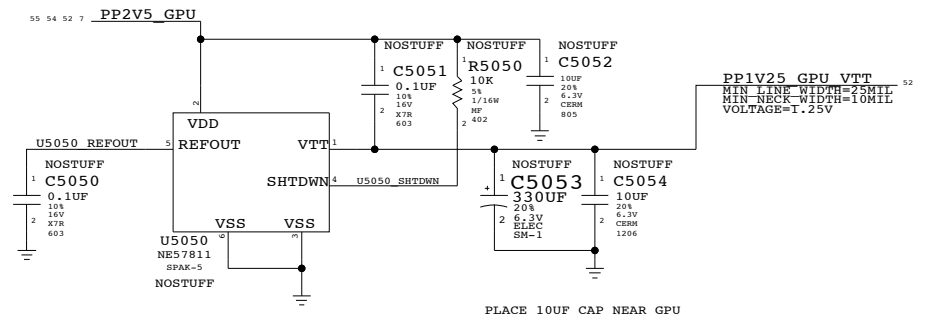 55 54 52 7 PP2V5_GPU
NOSTUFF NOSTUFF NOSTUFF
1 C5051
0.1UF
10%
16V
X7R
603
2
1 R5050
10K
5%
1/16W
MF
402
2
1 C5052
10UF
20%
6.3V
CERM
805
2
PP1V25_GPU_VTT 52
MIN_LINE_WIDTH=25MIL
MIN_NECK_WIDTH=10MIL
VOLTAGE=1.25V
2
VDD
U5050_REFOUT 5 REFOUT VTT 1
SHTDWN 4 U5050_SHTDWN
VSS VSS
6 3
NOSTUFF
1 C5050
0.1UF
10%
16V
X7R
603
2
U5050
NE57811
SPAK-5
NOSTUFF
NOSTUFF
1 C5053
330UF
20%
6.3V
ELEC
SM-1
+
2
NOSTUFF
1 C5054
10UF
20%
6.3V
CERM
1206
2
PLACE 10UF CAP NEAR GPU